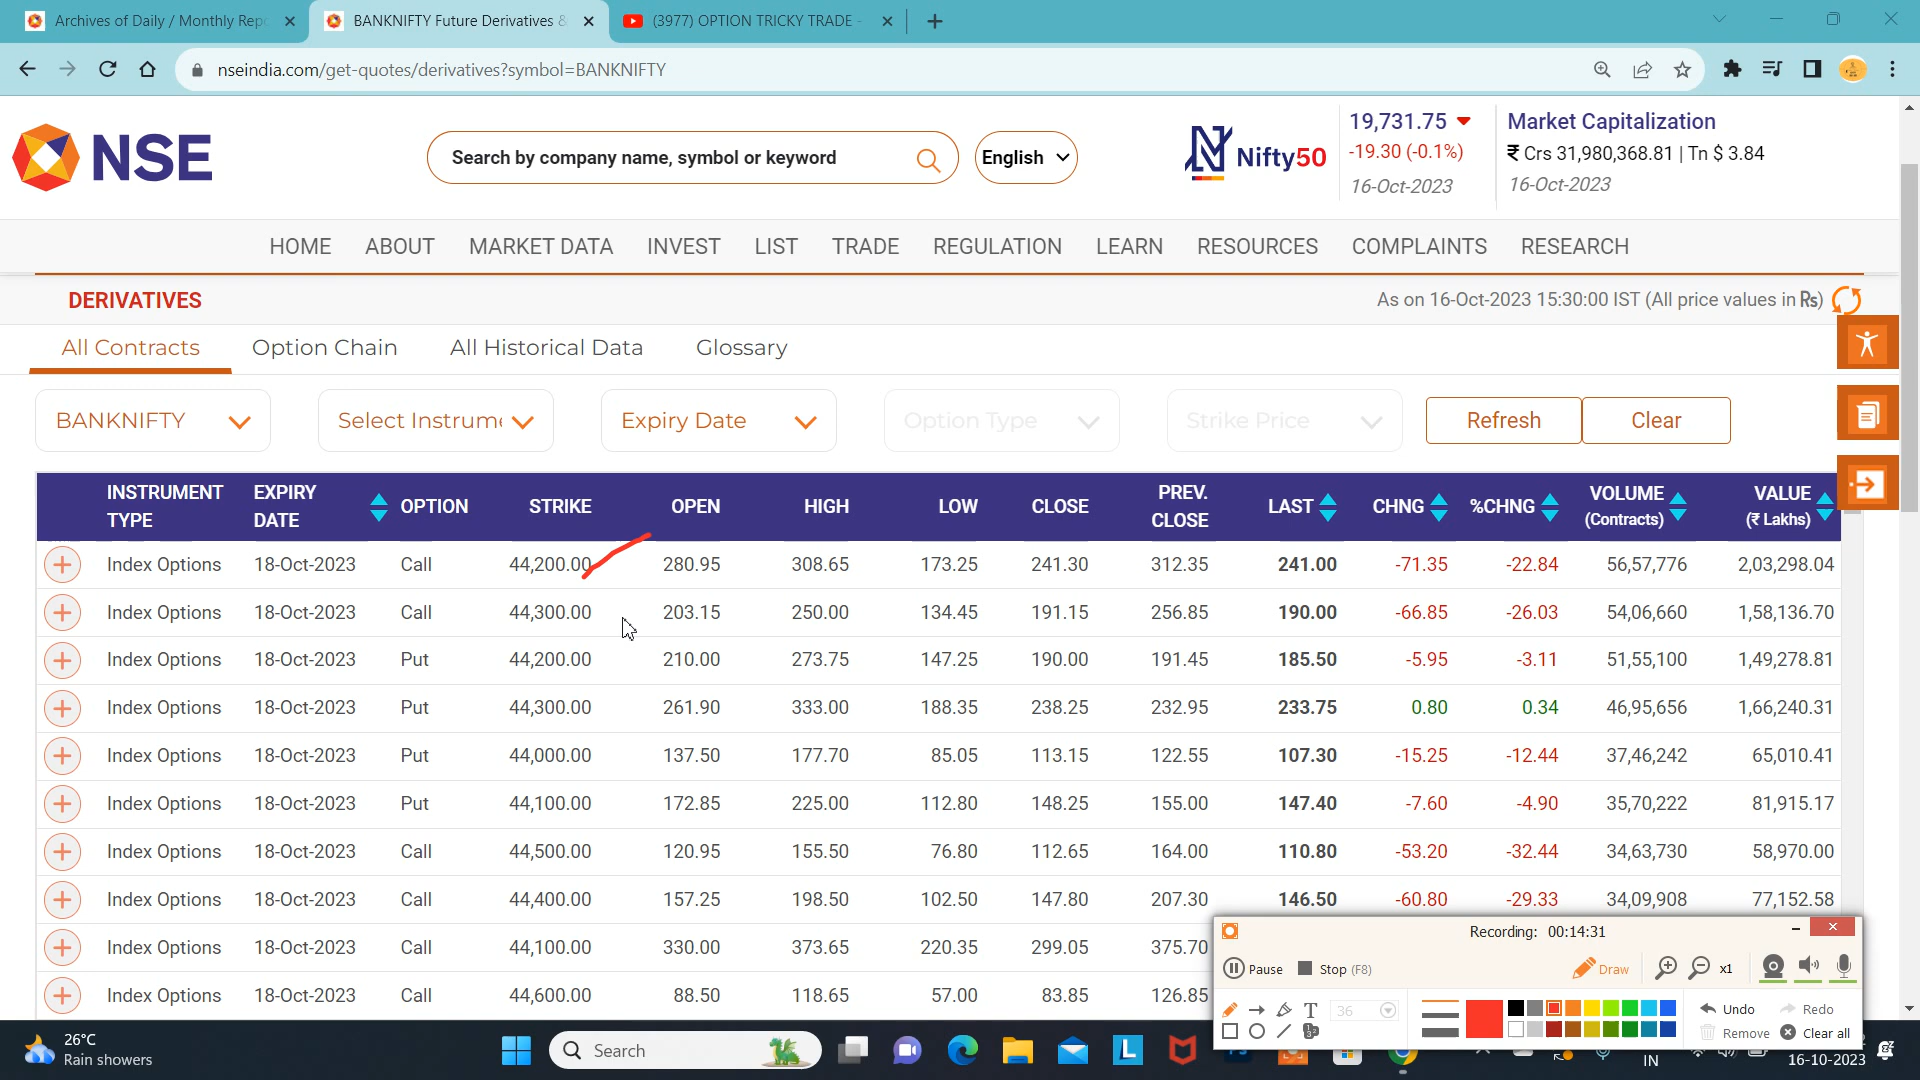 Archives of Daily / Monthly Rep
BANKNIFTY Future Derivatives &
(3977) OPTION TRICKY TRADE -
nseindia.com/get-quotes/derivatives?symbol=BANKNIFTY
NSE
Search by company name, symbol or keyword
English
Nifty50
19,731.75
-19.30 (-0.1%)
16-Oct-2023
Market Capitalization
₹ Crs 31,980,368.81 | Tn $ 3.84
16-Oct-2023
HOME ABOUT MARKET DATA INVEST LIST TRADE REGULATION LEARN RESOURCES COMPLAINTS RESEARCH
DERIVATIVES
As on 16-Oct-2023 15:30:00 IST (All price values in ₨)
All Contracts Option Chain All Historical Data Glossary
BANKNIFTY Select Instrume Expiry Date Option Type Strike Price Refresh Clear
INSTRUMENT TYPE EXPIRY DATE OPTION STRIKE OPEN HIGH LOW CLOSE PREV. CLOSE LAST CHNG %CHNG VOLUME (Contracts) VALUE (₹ Lakhs)
Index Options 18-Oct-2023 Call 44,200.00 280.95 308.65 173.25 241.30 312.35 241.00 -71.35 -22.84 56,57,776 2,03,298.04
Index Options 18-Oct-2023 Call 44,300.00 203.15 250.00 134.45 191.15 256.85 190.00 -66.85 -26.03 54,06,660 1,58,136.70
Index Options 18-Oct-2023 Put 44,200.00 210.00 273.75 147.25 190.00 191.45 185.50 -5.95 -3.11 51,55,100 1,49,278.81
Index Options 18-Oct-2023 Put 44,300.00 261.90 333.00 188.35 238.25 232.95 233.75 0.80 0.34 46,95,656 1,66,240.31
Index Options 18-Oct-2023 Put 44,000.00 137.50 177.70 85.05 113.15 122.55 107.30 -15.25 -12.44 37,46,242 65,010.41
Index Options 18-Oct-2023 Put 44,100.00 172.85 225.00 112.80 148.25 155.00 147.40 -7.60 -4.90 35,70,222 81,915.17
Index Options 18-Oct-2023 Call 44,500.00 120.95 155.50 76.80 112.65 164.00 110.80 -53.20 -32.44 34,63,730 58,970.00
Index Options 18-Oct-2023 Call 44,400.00 157.25 198.50 102.50 147.80 207.30 146.50 -60.80 -29.33 34,09,908 77,152.58
Index Options 18-Oct-2023 Call 44,100.00 330.00 373.65 220.35 299.05 375.70
Index Options 18-Oct-2023 Call 44,600.00 88.50 118.65 57.00 83.85 126.85
Recording: 00:14:31
Pause Stop (F8) Draw x1
T 36 Undo Redo
Remove Clear all
26°C
Rain showers
Search
IN
16-10-2023